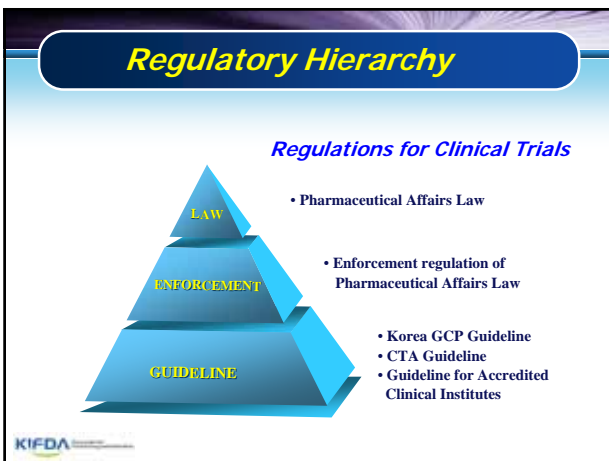 Regulatory Hierarchy
Regulations for Clinical Trials
LAW
• Pharmaceutical Affairs Law
ENFORCEMENT
• Enforcement regulation of
Pharmaceutical Affairs Law
GUIDELINE
• Korea GCP Guideline
• CTA Guideline
• Guideline for Accredited
Clinical Institutes
KIFDA